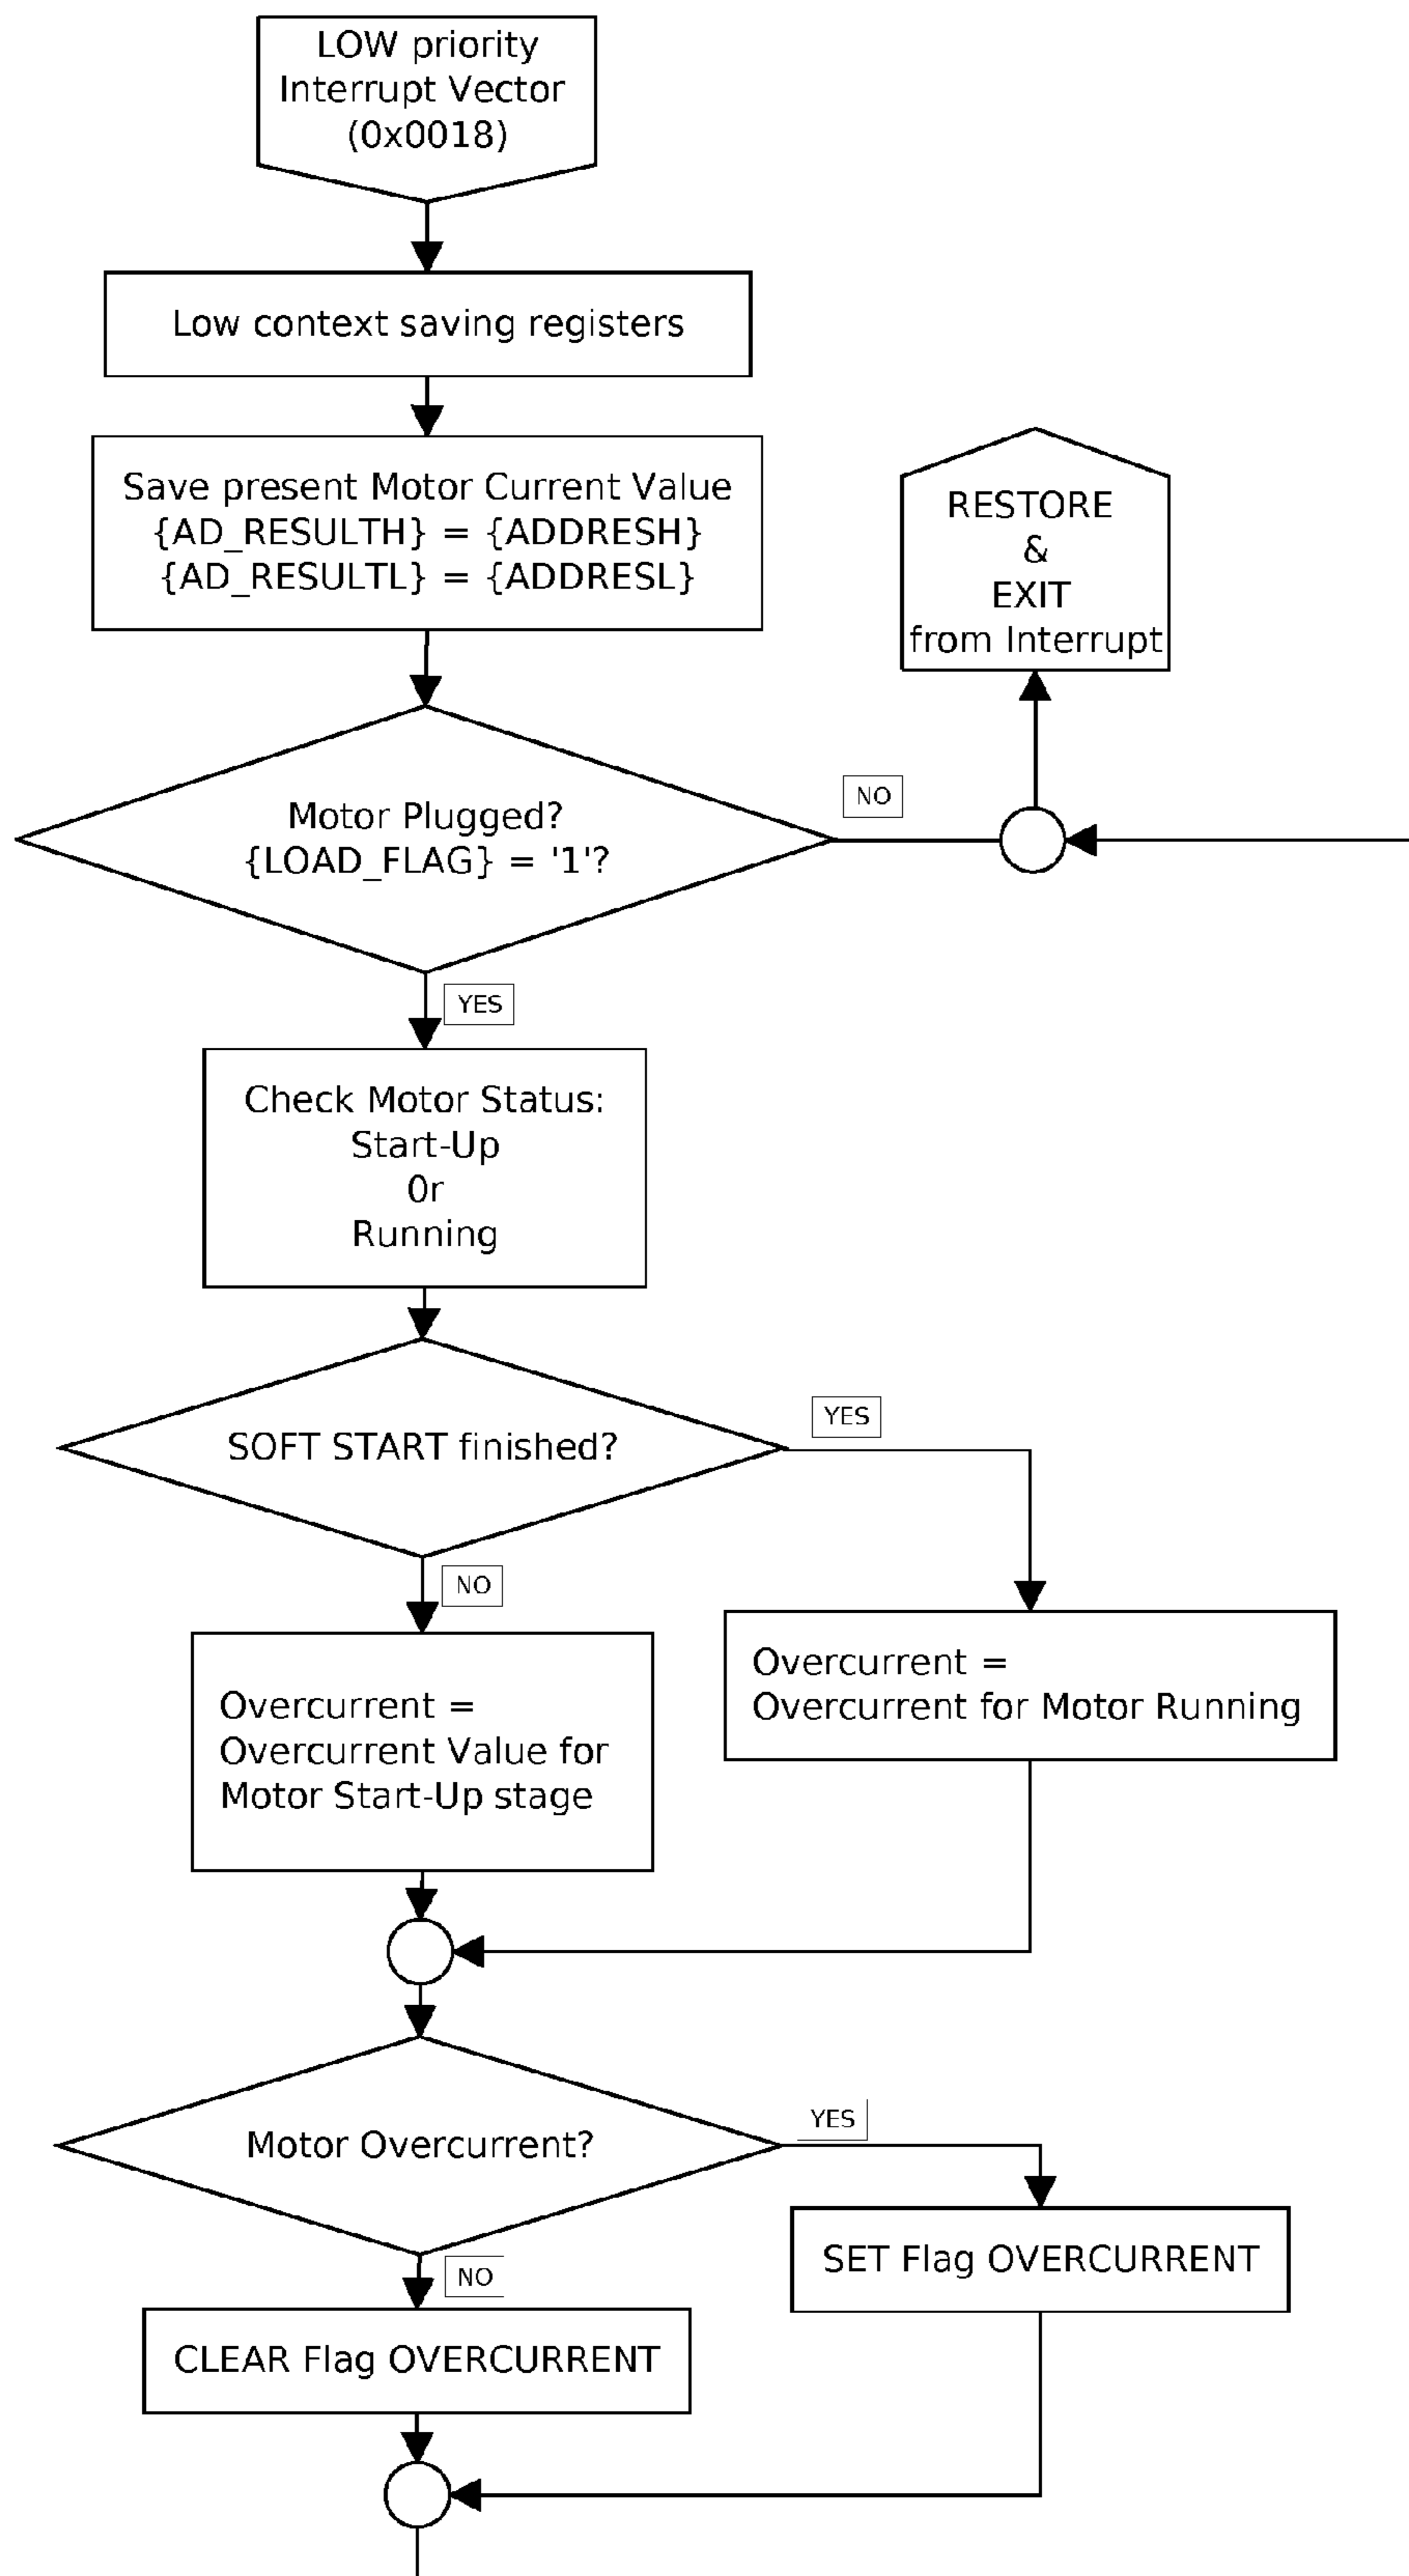 LOW priority
Interrupt Vector
(0x0018)
Low context saving registers
Save present Motor Current Value
{AD_RESULTH} = {ADDRESH}
{AD_RESULTL} = {ADDRESL}
RESTORE
&
EXIT
from Interrupt
Motor Plugged?
{LOAD_FLAG} = '1'?
NO
YES
Check Motor Status:
Start-Up
0r
Running
SOFT START finished?
YES
NO
Overcurrent =
Overcurrent for Motor Running
Overcurrent =
Overcurrent Value for
Motor Start-Up stage
Motor Overcurrent?
YES
NO
SET Flag OVERCURRENT
CLEAR Flag OVERCURRENT